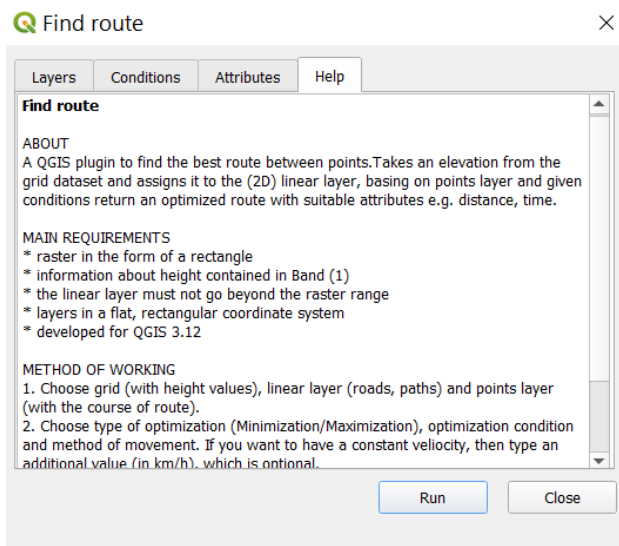 Find route
Layers
Conditions
Attributes
Help
Find route
ABOUT
A QGIS plugin to find the best route between points.Takes an elevation from the
grid dataset and assigns it to the (2D) linear layer, basing on points layer and given
conditions return an optimized route with suitable attributes e.g. distance, time.
MAIN REQUIREMENTS
* raster in the form of a rectangle
* information about height contained in Band (1)
* the linear layer must not go beyond the raster range
* layers in a flat, rectangular coordinate system
* developed for QGIS 3.12
METHOD OF WORKING
1. Choose grid (with height values), linear layer (roads, paths) and points layer
(with the course of route).
2. Choose type of optimization (Minimization/Maximization), optimization condition
and method of movement. If you want to have a constant veliocity, then type an
additional value (in km/h), which is optional.
Run
Close